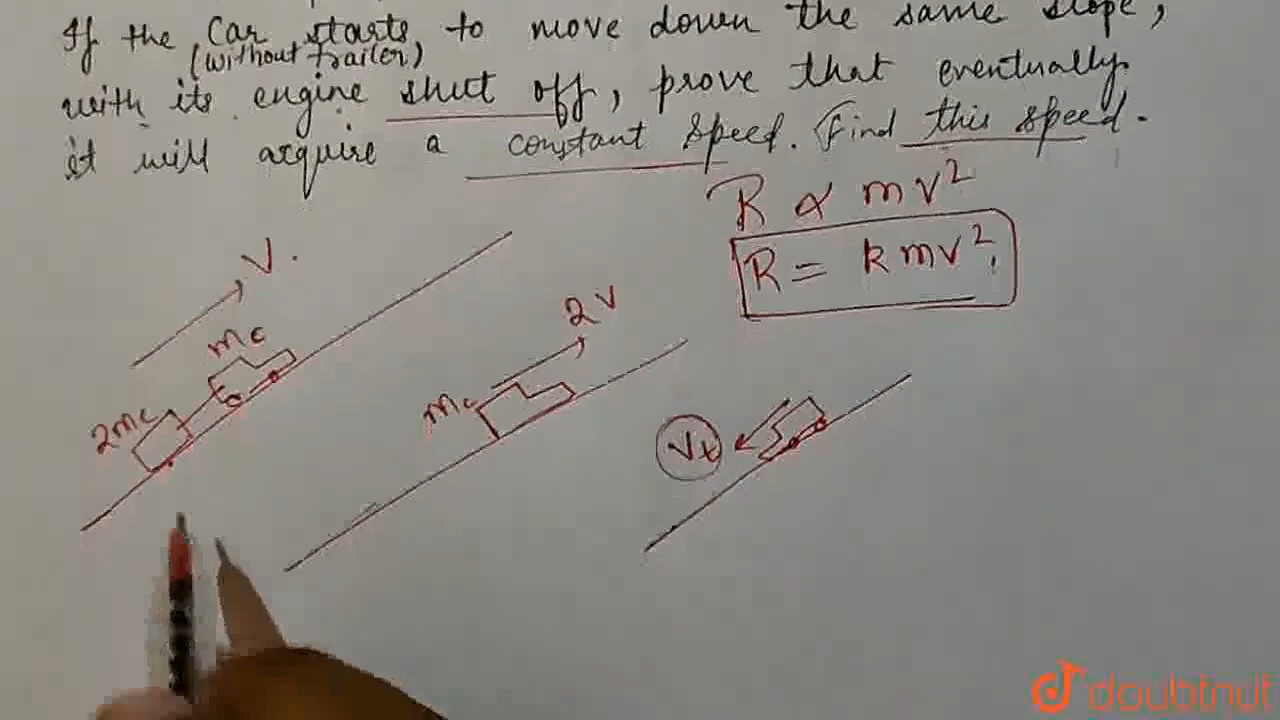 If the Car starts to move down the same slope,
(without trailer)
with its engine shut off, prove that eventually
it will acquire a constant speed. Find this speed.
R ∝ mv²
R = kmv²
V.
mc
2mc
2V
mc
Vt
doubtnut